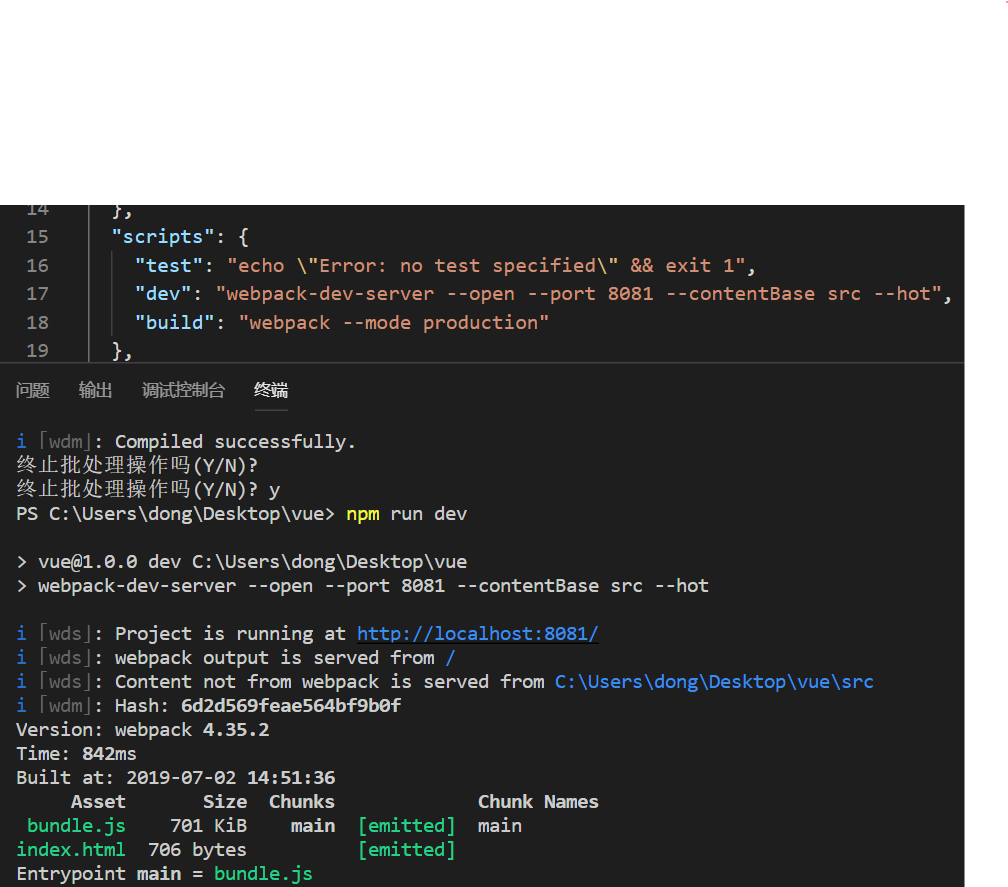 14 },
15 "scripts": {
16 "test": "echo \"Error: no test specified\" && exit 1",
17 "dev": "webpack-dev-server --open --port 8081 --contentBase src --hot",
18 "build": "webpack --mode production"
19 },
问题 输出 调试控制台 终端
i ｢wdm｣: Compiled successfully.
终止批处理操作吗(Y/N)?
终止批处理操作吗(Y/N)? y
PS C:\Users\dong\Desktop\vue> npm run dev
> vue@1.0.0 dev C:\Users\dong\Desktop\vue
> webpack-dev-server --open --port 8081 --contentBase src --hot
i ｢wds｣: Project is running at http://localhost:8081/
i ｢wds｣: webpack output is served from /
i ｢wds｣: Content not from webpack is served from C:\Users\dong\Desktop\vue\src
i ｢wdm｣: Hash: 6d2d569feae564bf9b0f
Version: webpack 4.35.2
Time: 842ms
Built at: 2019-07-02 14:51:36
Asset Size Chunks Chunk Names
bundle.js 701 KiB main [emitted] main
index.html 706 bytes [emitted]
Entrypoint main = bundle.js